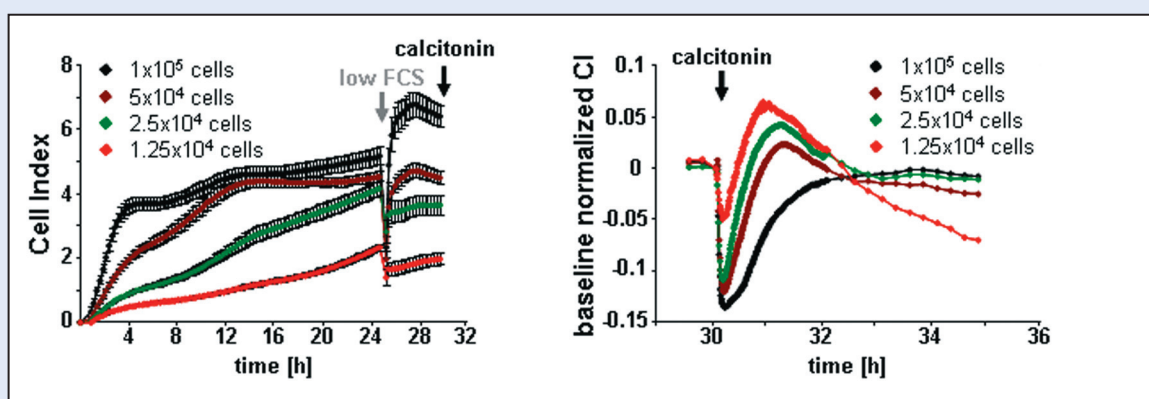 calcitonin
low FCS
8
6
4
2
0
Cell Index
1x10⁵ cells
5x10⁴ cells
2.5x10⁴ cells
1.25x10⁴ cells
4 8 12 16 20 24 28 32
time [h]
calcitonin
0.1
0.05
0
-0.05
-0.1
-0.15
baseline normalized CI
1x10⁵ cells
5x10⁴ cells
2.5x10⁴ cells
1.25x10⁴ cells
30 32 34 36
time [h]